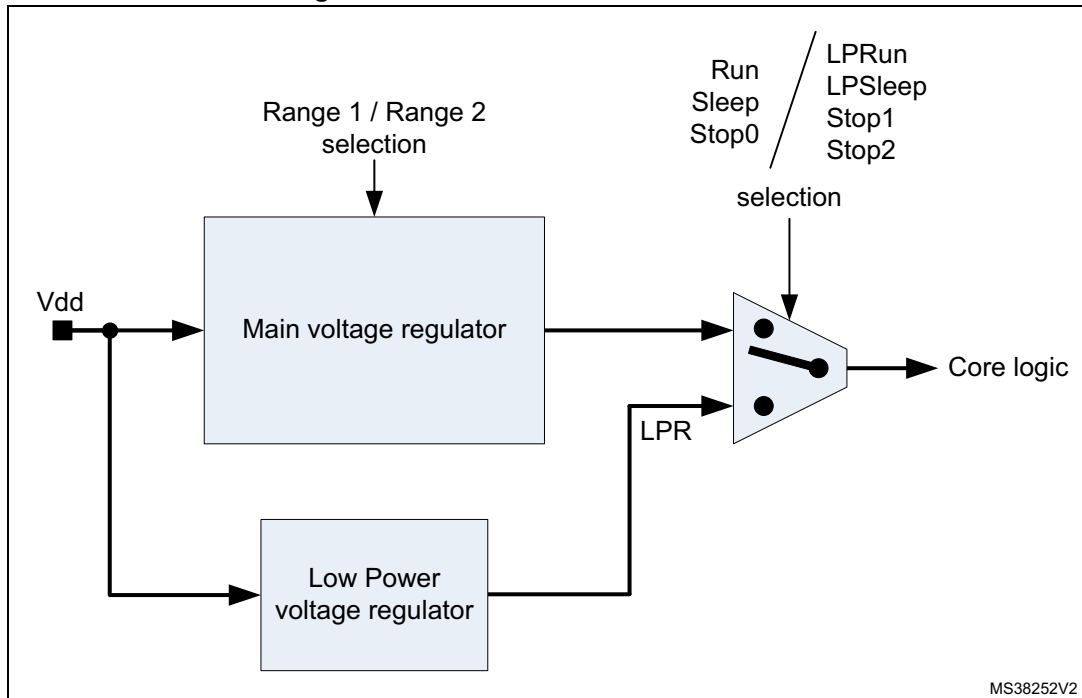 Run
Sleep
Stop0
LPRun
LPSleep
Stop1
Stop2
selection
Range 1 / Range 2
selection
Vdd
Main voltage regulator
Core logic
LPR
Low Power
voltage regulator
MS38252V2